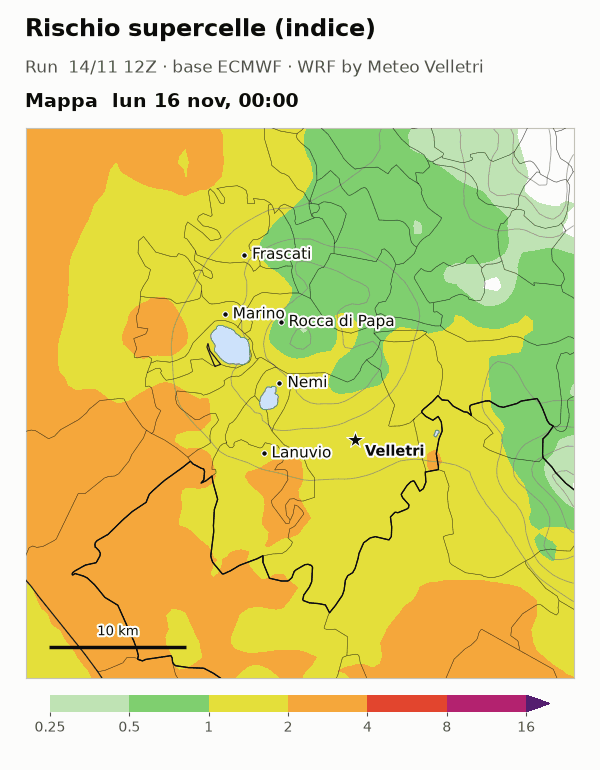 Rischio supercelle (indice)
Run  14/11 12Z · base ECMWF · WRF by Meteo Velletri
Mappa  lun 16 nov, 00:00
Frascati
Marino
Rocca di Papa
Nemi
Velletri
Lanuvio
10 km
0.25 0.5 1 2 4 8 16